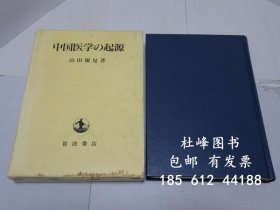 中国医学の起源
山田慶兒著
岩波書店
杜峰图书
包邮 有发票
185 612 44188